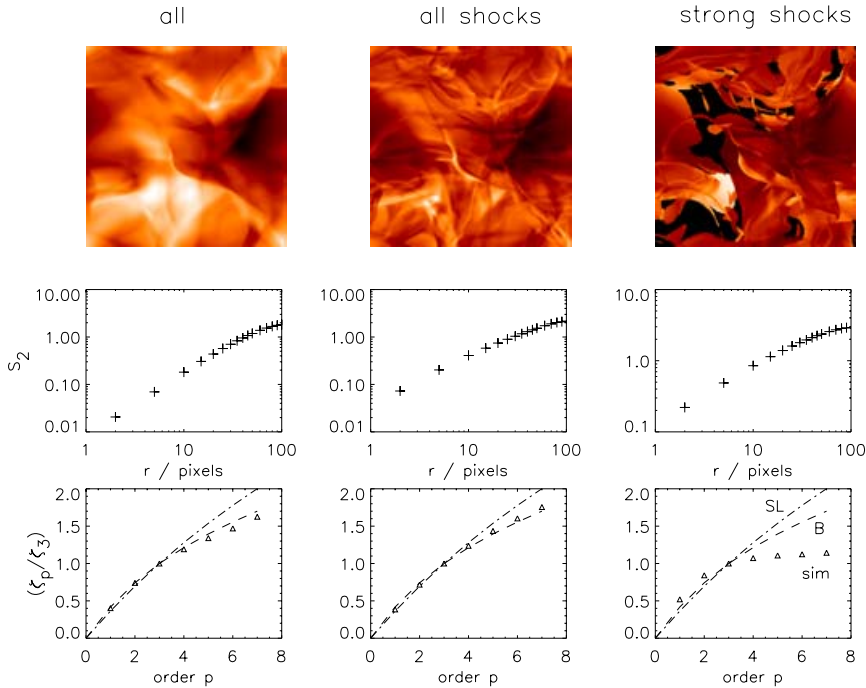 all all shocks strong shocks
10.00 10.00 10.0
1.00 1.00 1.0
S2
0.10 0.10
0.01 0.01 0.1
1 10 100 1 10 100 1 10 100
r / pixels r / pixels r / pixels
2.0 2.0 2.0
SL
1.5 1.5 1.5
B
(ζp/ζ3)
1.0 1.0 1.0
sim
0.5 0.5 0.5
0.0 0.0 0.0
0 2 4 6 8 0 2 4 6 8 0 2 4 6 8
order p order p order p